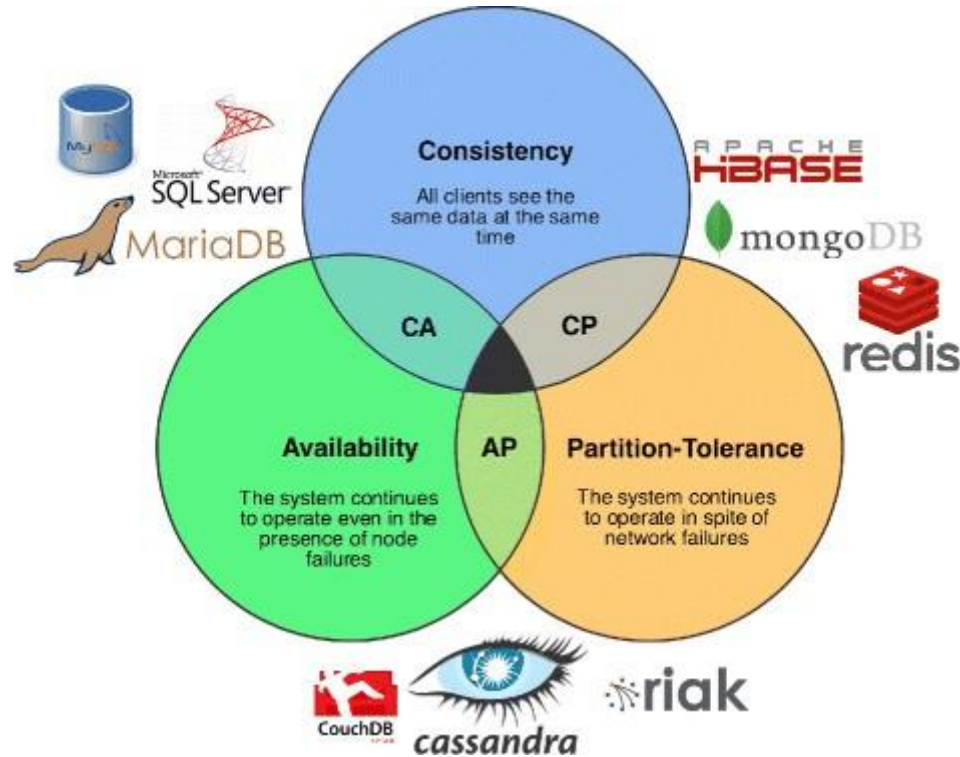 Consistency
All clients see the
same data at the same
time
MySQL
Microsoft®
SQL Server
MariaDB
APACHE
HBASE
mongoDB
redis
CA
CP
AP
Availability
The system continues
to operate even in the
presence of node
failures
Partition-Tolerance
The system continues
to operate in spite of
network failures
CouchDB
cassandra
riak